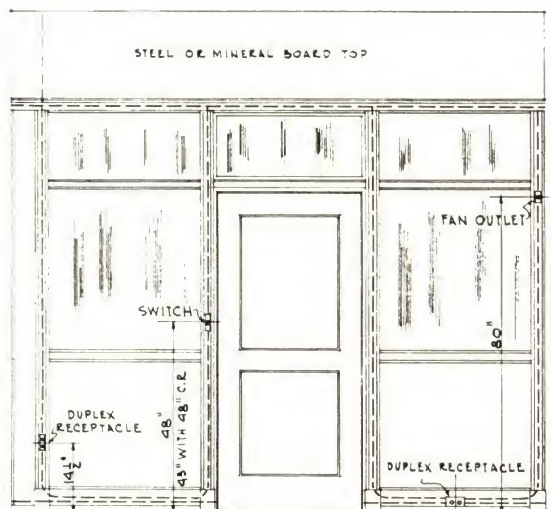 STEEL OR MINERAL BOARD TOP
FAN OUTLET
SWITCH
80"
48"
45" WITH 48" C.R.
DUPLEX
RECEPTACLE
14½"
DUPLEX RECEPTACLE